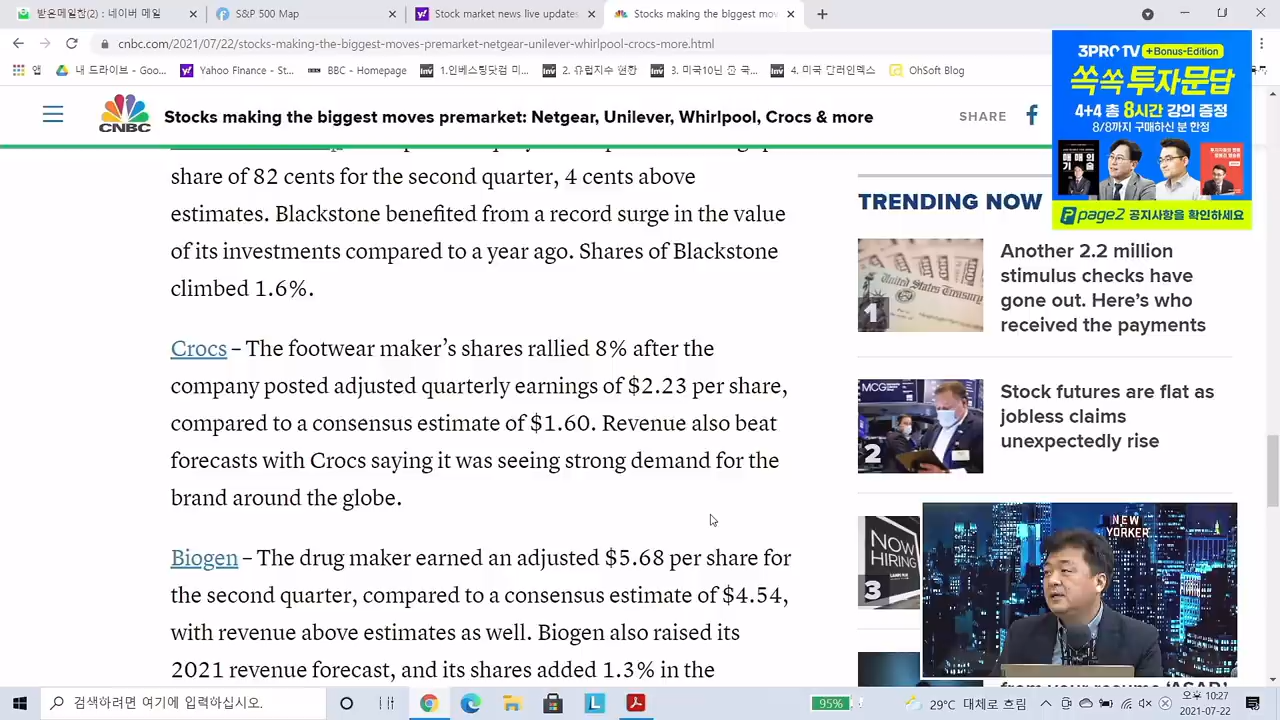 받은메일함(2) : 네이버 메일
S&P 500 Map
Stock market news live updates
Stocks making the biggest mov
cnbc.com/2021/07/22/stocks-making-the-biggest-moves-premarket-netgear-unilever-whirlpool-crocs-more.html
앱
내 드라이브 - Goo...
Yahoo Finance - St...
BBC - Homepage
1.인베스팅닷컴 미...
2. 유럽지수 현황
3. 미국10년 만 국...
4. 미국 단러인덱스
OhSoft Blog
CNBC
Stocks making the biggest moves premarket: Netgear, Unilever, Whirlpool, Crocs & more
SHARE
share of 82 cents for the second quarter, 4 cents above
estimates. Blackstone benefited from a record surge in the value
of its investments compared to a year ago. Shares of Blackstone
climbed 1.6%.
Crocs – The footwear maker's shares rallied 8% after the
company posted adjusted quarterly earnings of $2.23 per share,
compared to a consensus estimate of $1.60. Revenue also beat
forecasts with Crocs saying it was seeing strong demand for the
brand around the globe.
Biogen – The drug maker earned an adjusted $5.68 per share for
the second quarter, compared to a consensus estimate of $4.54,
with revenue above estimates as well. Biogen also raised its
2021 revenue forecast, and its shares added 1.3% in the
3PRO TV +Bonus-Edition
쏙쏙 투자문답
4+4 총 8시간 강의 증정
8/8까지 구매하신 분 한정
매매의
기술
page2 공지사항을 확인하세요
TRENDING NOW
1
Another 2.2 million
stimulus checks have
gone out. Here's who
received the payments
United States Treasury
MCG
2
Stock futures are flat as
jobless claims
unexpectedly rise
NOW
HIRING
3
NEW
YORKER
from your resume 'ASAP'
검색하려면 여기에 입력하십시오.
95%
29°C 대체로 흐림
오후 10:27
2021-07-22